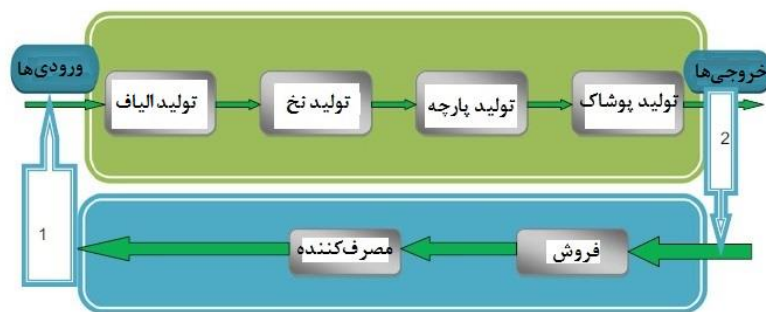 ورودی‌ها
خروجی‌ها
تولید الیاف
تولید نخ
تولید پارچه
تولید پوشاک
2
1
فروش
مصرف‌کننده